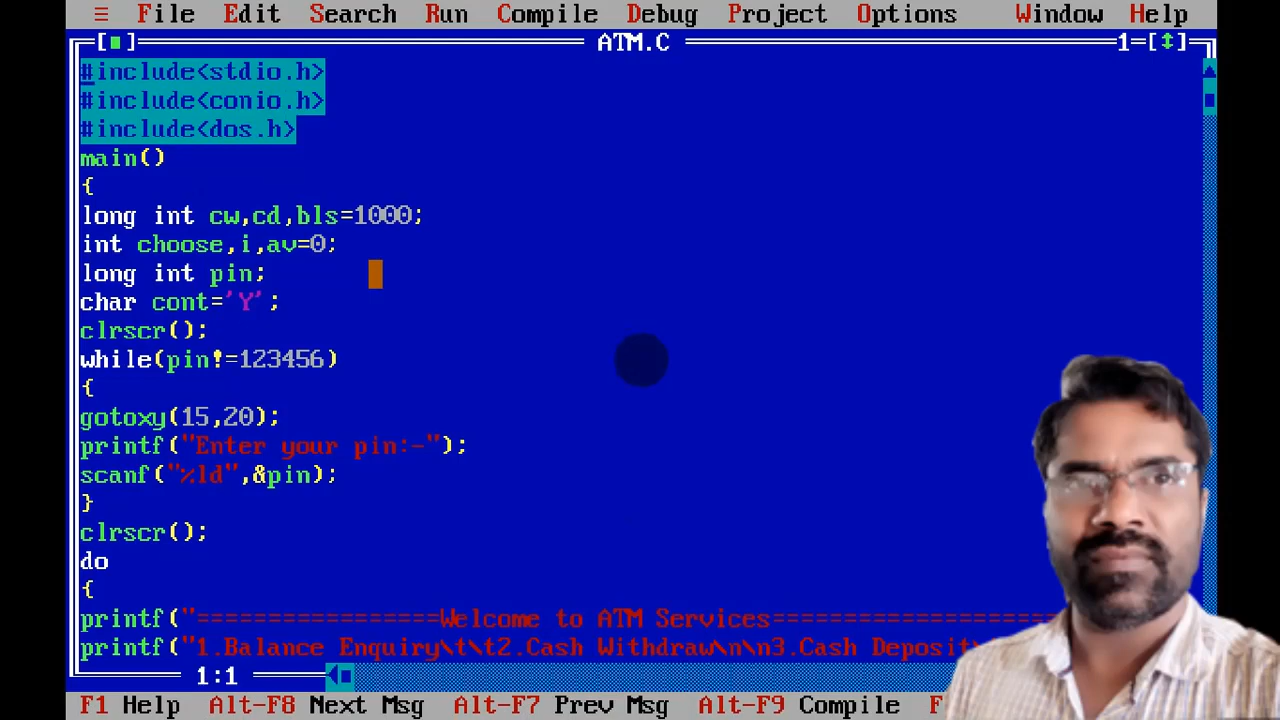 ≡ File Edit Search Run Compile Debug Project Options Window Help
[■] ATM.C 1=[↕]
#include<stdio.h>
#include<conio.h>
#include<dos.h>
main()
{
long int cw,cd,bls=1000;
int choose,i,av=0;
long int pin;
char cont='Y';
clrscr();
while(pin!=123456)
{
gotoxy(15,20);
printf("Enter your pin:-");
scanf("%ld",&pin);
}
clrscr();
do
{
printf("=================Welcome to ATM Services====================
printf("1.Balance Enquiry\t\t2.Cash Withdraw\n\n3.Cash Deposit
1:1
F1 Help Alt-F8 Next Msg Alt-F7 Prev Msg Alt-F9 Compile F